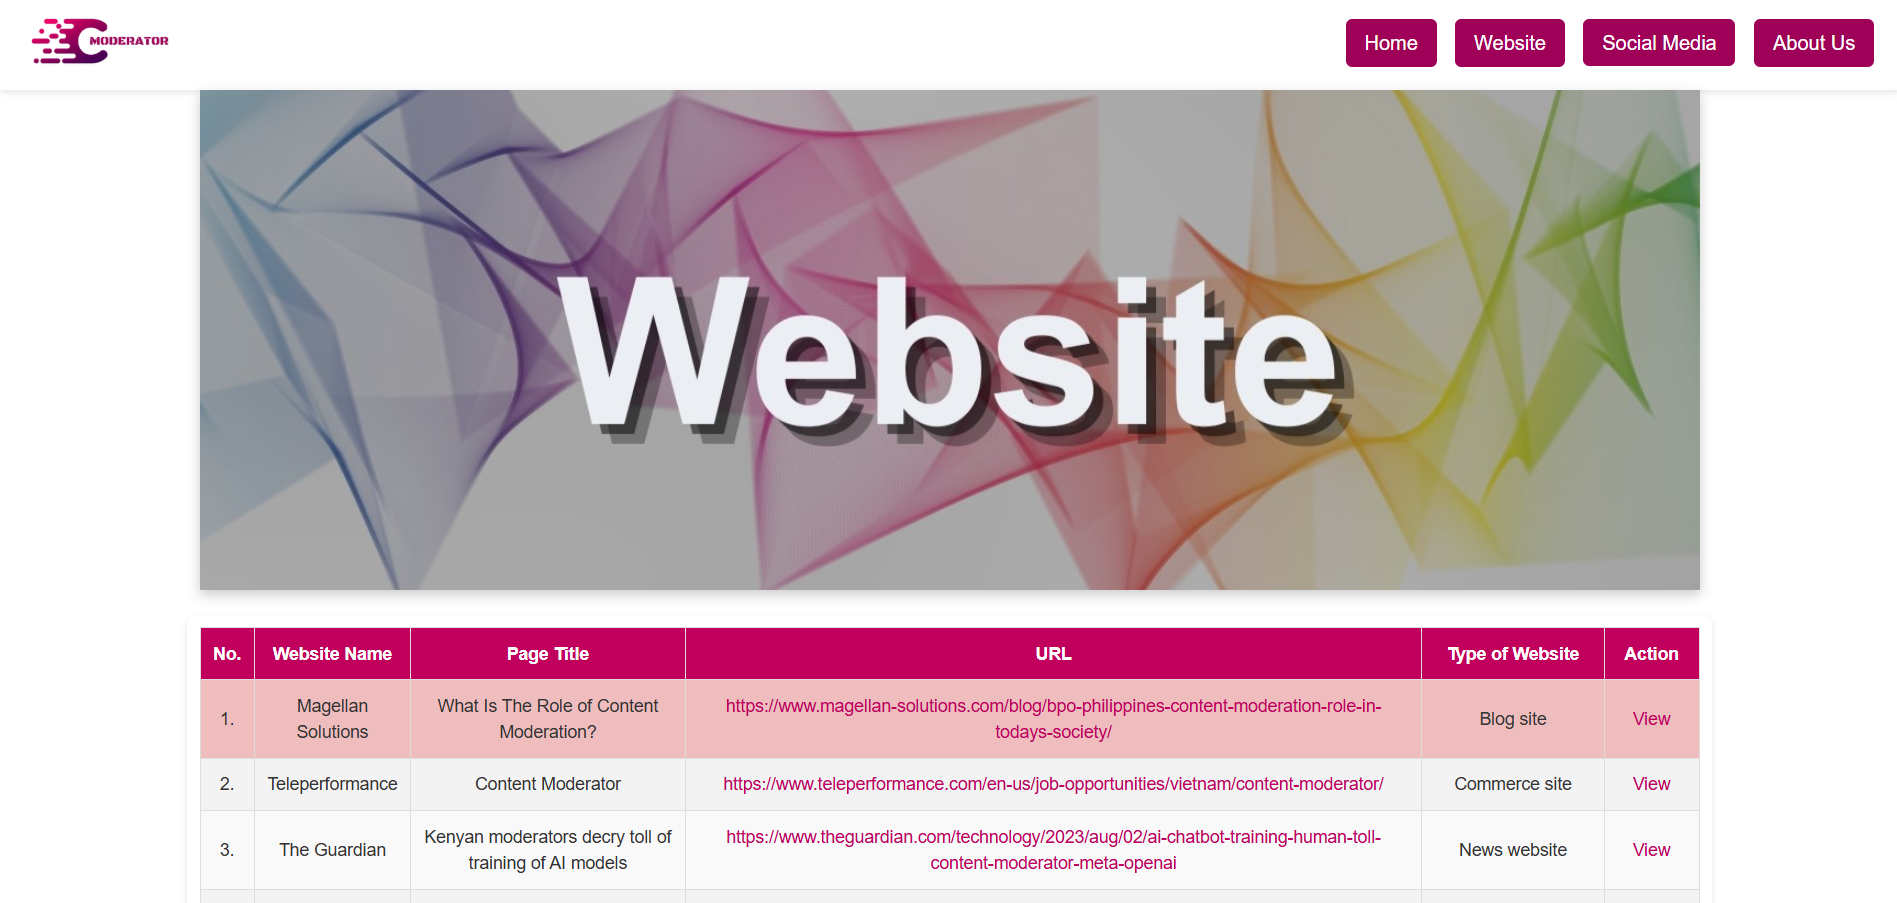 MODERATOR
Home Website Social Media About Us
Website
No. Website Name Page Title URL Type of Website Action
1. Magellan Solutions What Is The Role of Content Moderation? https://www.magellan-solutions.com/blog/bpo-philippines-content-moderation-role-in-todays-society/ Blog site View
2. Teleperformance Content Moderator https://www.teleperformance.com/en-us/job-opportunities/vietnam/content-moderator/ Commerce site View
3. The Guardian Kenyan moderators decry toll of training of AI models https://www.theguardian.com/technology/2023/aug/02/ai-chatbot-training-human-toll-content-moderator-meta-openai News website View